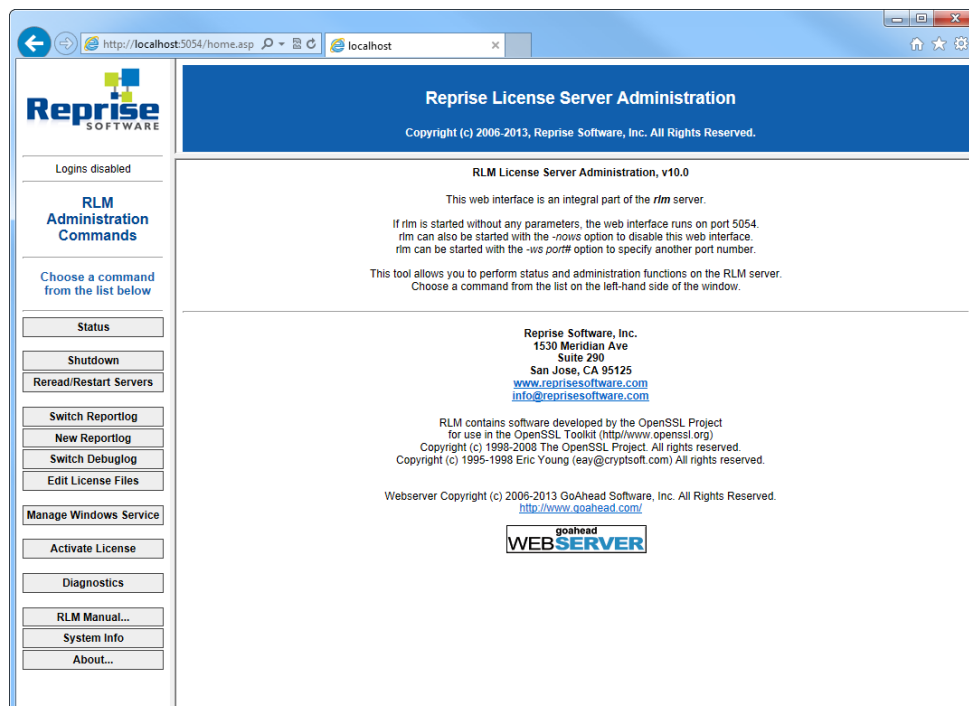 http://localhost:5054/home.asp
localhost
Reprise
SOFTWARE
Logins disabled
RLM
Administration
Commands
Choose a command
from the list below
Status
Shutdown
Reread/Restart Servers
Switch Reportlog
New Reportlog
Switch Debuglog
Edit License Files
Manage Windows Service
Activate License
Diagnostics
RLM Manual...
System Info
About...
Reprise License Server Administration
Copyright (c) 2006-2013, Reprise Software, Inc. All Rights Reserved.
RLM License Server Administration, v10.0
This web interface is an integral part of the rlm server.
If rlm is started without any parameters, the web interface runs on port 5054.
rlm can also be started with the -nows option to disable this web interface.
rlm can be started with the -ws port# option to specify another port number.
This tool allows you to perform status and administration functions on the RLM server.
Choose a command from the list on the left-hand side of the window.
Reprise Software, Inc.
1530 Meridian Ave
Suite 290
San Jose, CA 95125
www.reprisesoftware.com
info@reprisesoftware.com
RLM contains software developed by the OpenSSL Project
for use in the OpenSSL Toolkit (http//www.openssl.org)
Copyright (c) 1998-2008 The OpenSSL Project. All rights reserved.
Copyright (c) 1995-1998 Eric Young (eay@cryptsoft.com) All rights reserved.
Webserver Copyright (c) 2006-2013 GoAhead Software, Inc. All Rights Reserved.
http://www.goahead.com/
goahead
WEBSERVER